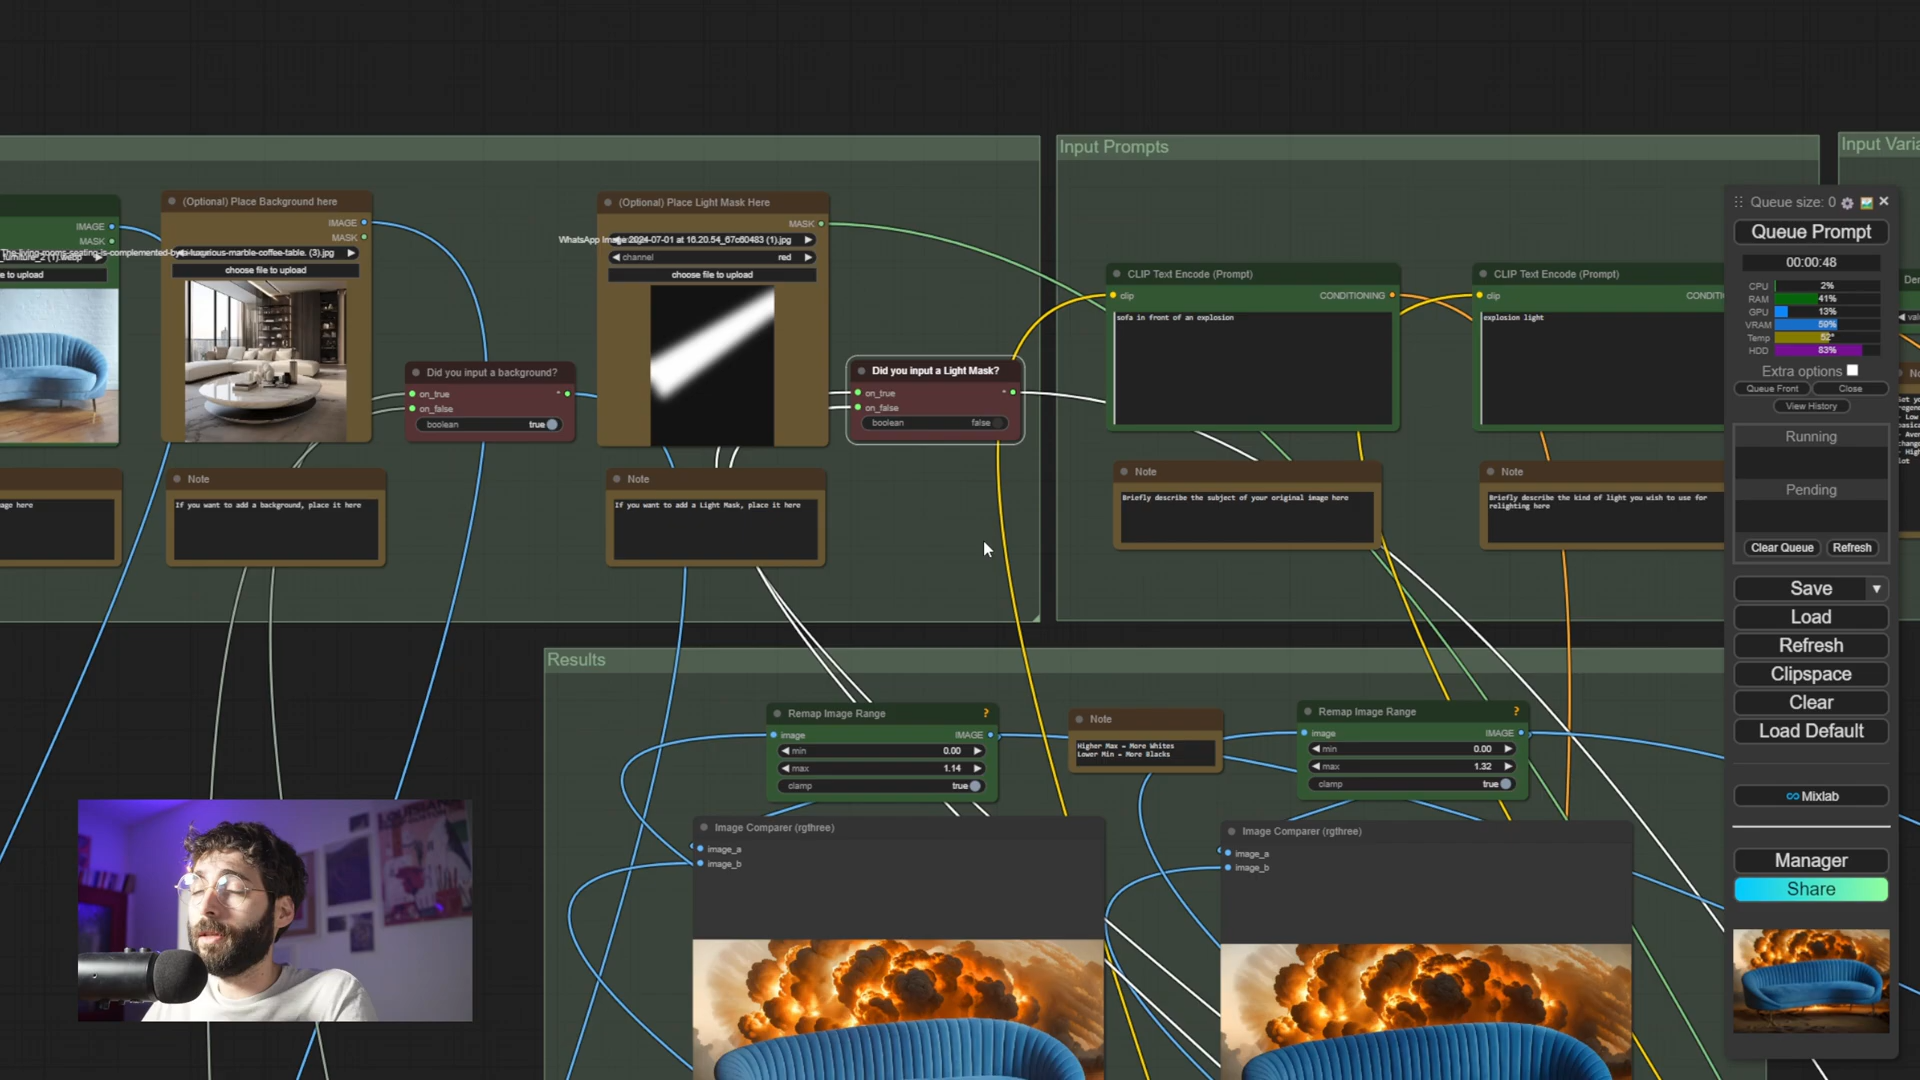 Input Prompts
Input Varia
IMAGE
MASK
to upload
age here
(Optional) Place Background here
IMAGE
MASK
choose file to upload
Note
If you want to add a background, place it here
Did you input a background?
on_true
on_false
boolean true
(Optional) Place Light Mask Here
MASK
WhatsApp Image 2024-07-01 at 16.20.54_67c60483 (1).jpg
channel red
choose file to upload
Note
If you want to add a Light Mask, place it here
Did you input a Light Mask?
on_true
on_false
boolean false
CLIP Text Encode (Prompt)
clip CONDITIONING
sofa in front of an explosion
Note
Briefly describe the subject of your original image here
CLIP Text Encode (Prompt)
clip CONDITI
explosion light
Note
Briefly describe the kind of light you wish to use for
relighting here
Results
Remap Image Range ?
image IMAGE
min 0.00
max 1.14
clamp true
Note
Higher Max = More Whites
Lower Min = More Blacks
Remap Image Range ?
image IMAGE
min 0.00
max 1.32
clamp true
Image Comparer (rgthree)
image_a
image_b
Image Comparer (rgthree)
image_a
image_b
Queue size: 0
Queue Prompt
00:00:48
CPU 2%
RAM 41%
GPU 13%
VRAM 59%
Temp 52°
HDD 83%
Extra options
Queue Front Close
View History
Running
Pending
Clear Queue Refresh
Save
Load
Refresh
Clipspace
Clear
Load Default
Mixlab
Manager
Share